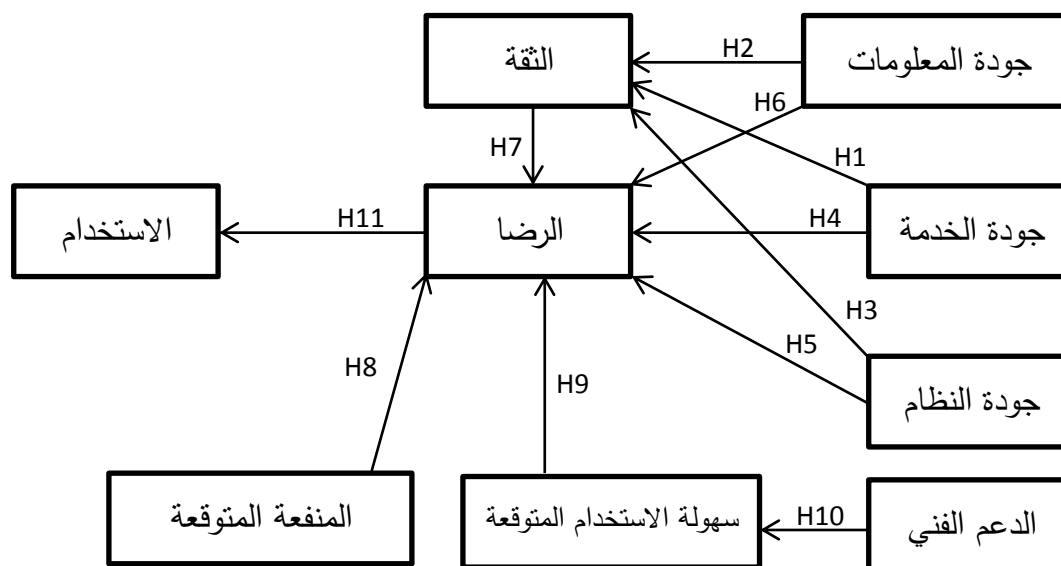 جودة المعلومات
H2
الثقة
H6
H7
H1
جودة الخدمة
H4
الرضا
H11
الاستخدام
H3
H5
H8
H9
جودة النظام
الدعم الفني
H10
سهولة الاستخدام المتوقعة
المنفعة المتوقعة